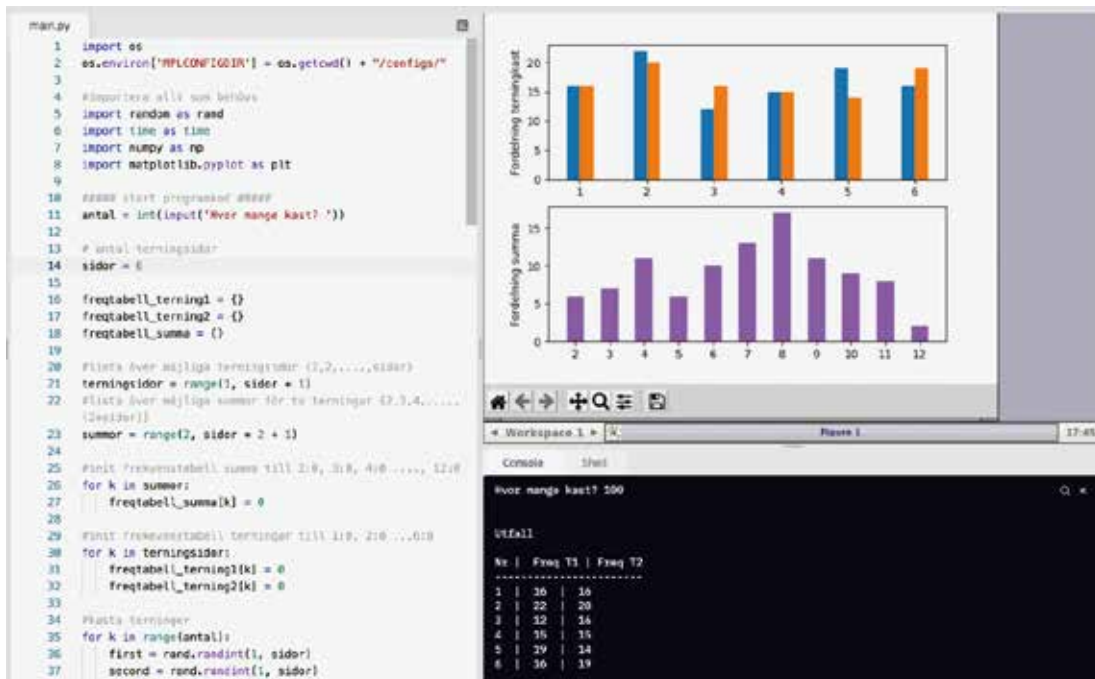 main.py
1 import os
2 os.environ['MPLCONFIGDIR'] = os.getcwd() + "/configs/"
3
4 #importera allt som behövs
5 import random as rand
6 import time as time
7 import numpy as np
8 import matplotlib.pyplot as plt
9
10 ##### start programkod #####
11 antal = int(input("Hvor mange kast? "))
12
13 # antal terningsidor
14 sidor = 6
15
16 freqtabell_terning1 = {}
17 freqtabell_terning2 = {}
18 freqtabell_summa = {}
19
20 #lista över möjliga terningsidor (1,2,....,sidor)
21 terningsidor = range(1, sidor + 1)
22 #lista över möjliga summor för to terningar (2,3,4,......
(2*sidor))
23 summor = range(2, sidor * 2 + 1)
24
25 #init frekvenstabell summa till 2:0, 3:0, 4:0 ...., 12:0
26 for k in summor:
27 freqtabell_summa[k] = 0
28
29 #init frekvenstabell terningar till 1:0, 2:0 ...6:0
30 for k in terningsidor:
31 freqtabell_terning1[k] = 0
32 freqtabell_terning2[k] = 0
33
34 #kasta terninger
35 for k in range(antal):
36 first = rand.randint(1, sidor)
37 second = rand.randint(1, sidor)
Fordelning terningkast
20
15
10
5
0
1 2 3 4 5 6
Fordelning summa
15
10
5
0
2 3 4 5 6 7 8 9 10 11 12
Workspace 1
Figure 1
17:45
Console Shell
Hvor mange kast? 100
Utfall
Nr | Freq T1 | Freq T2
-----------------------
1 | 16 | 16
2 | 22 | 20
3 | 12 | 16
4 | 15 | 15
5 | 19 | 14
6 | 16 | 19